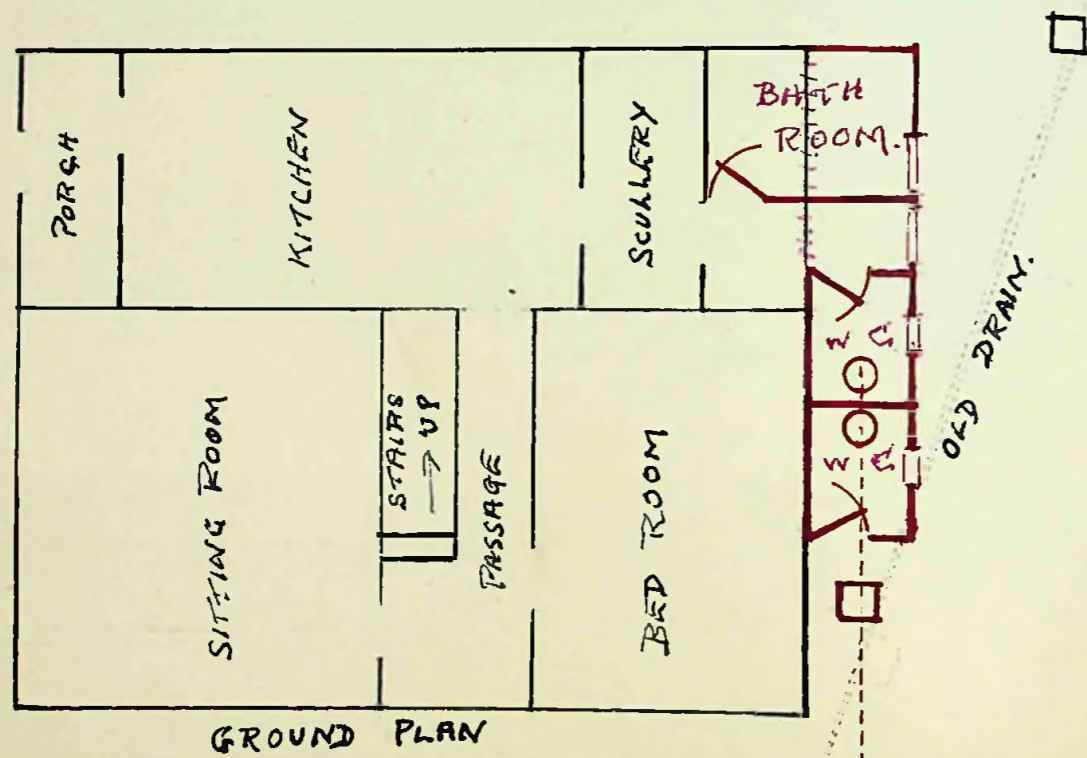 PORCH
KITCHEN
SCULLERY
BATH
ROOM.
W C
W C
OLD DRAIN.
SITTING ROOM
STAIRS
→ UP
PASSAGE
BED ROOM
GROUND PLAN